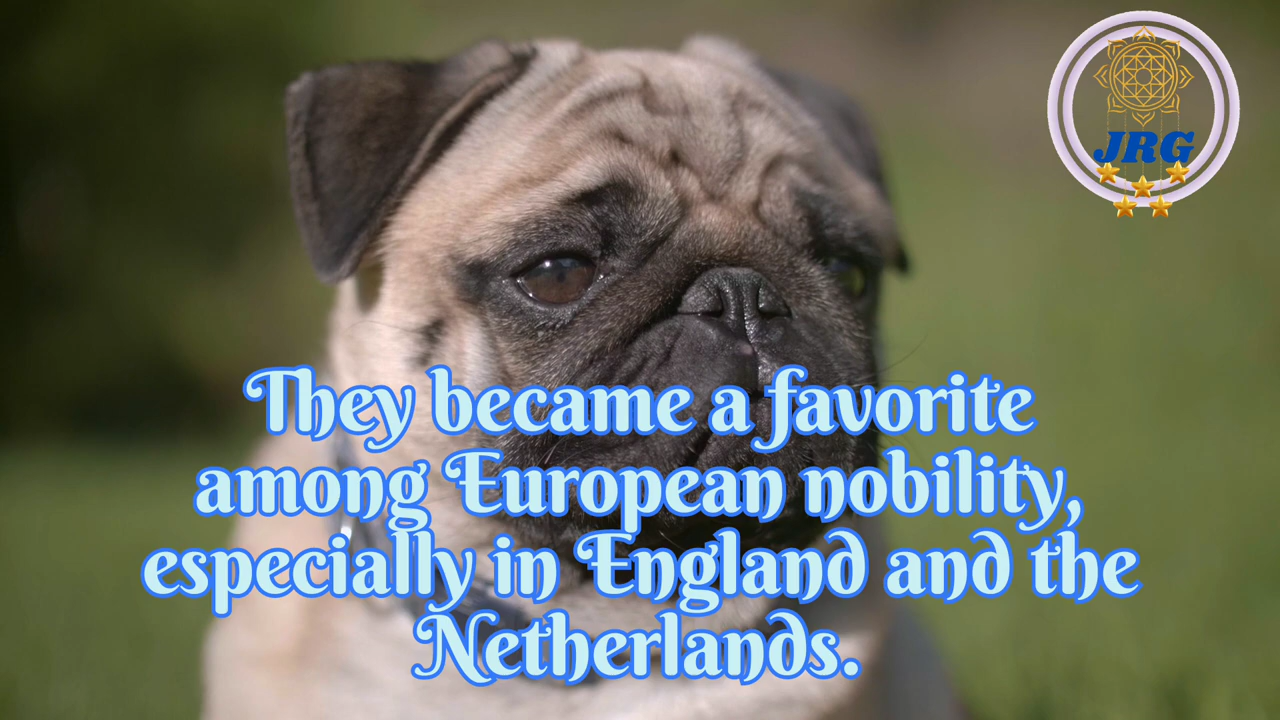 JRG
They became a favorite
among European nobility,
especially in England and the
Netherlands.